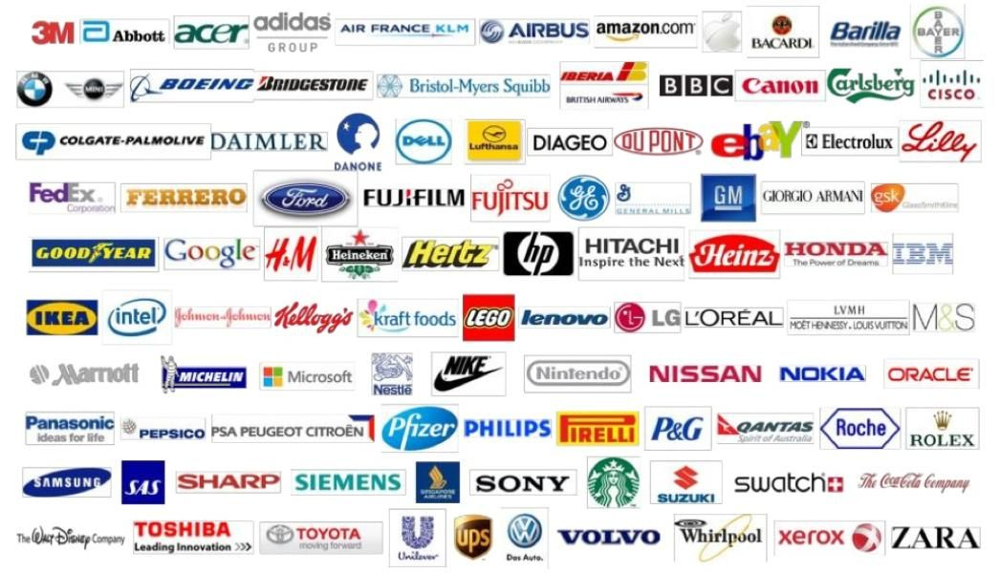 3M Abbott acer adidas GROUP AIR FRANCE KLM AIRBUS amazon.com BACARDI Barilla BAYER BAYER
BMW MINI BOEING BRIDGESTONE Bristol-Myers Squibb IBERIA BRITISH AIRWAYS BBC Canon Carlsberg CISCO
CP COLGATE-PALMOLIVE DAIMLER DANONE DELL Lufthansa DIAGEO DU PONT ebay Electrolux Lilly
FedEx Corporation FERRERO Ford FUJIFILM FUJITSU GE G GENERAL MILLS GM GIORGIO ARMANI gsk GlaxoSmithKline
GOODYEAR Google H&M Heineken Hertz hp HITACHI Inspire the Next Heinz HONDA The Power of Dreams IBM
IKEA intel Johnson & Johnson Kellogg's kraft foods LEGO lenovo LG L'ORÉAL LVMH MOËT HENNESSY. LOUIS VUITTON M&S
Marriott MICHELIN Microsoft Nestlé NIKE Nintendo NISSAN NOKIA ORACLE
Panasonic ideas for life PEPSICO PSA PEUGEOT CITROËN Pfizer PHILIPS PIRELLI P&G QANTAS Spirit of Australia Roche ROLEX
SAMSUNG SAS SHARP SIEMENS SINGAPORE AIRLINES SONY SUZUKI swatch The Coca-Cola Company
The WALT DISNEY Company TOSHIBA Leading Innovation >>> TOYOTA moving forward Unilever ups VW Das Auto. VOLVO Whirlpool xerox ZARA